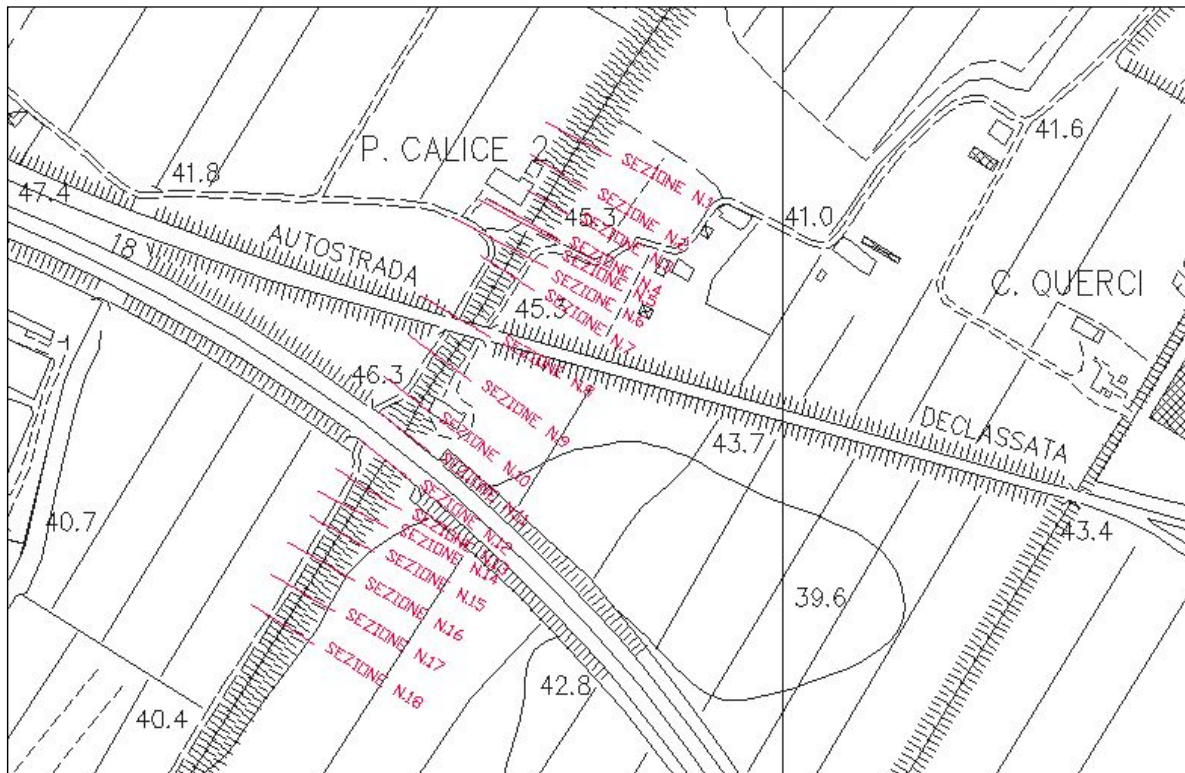 41.6
P. CALICE 2
41.8
SEZIONE N.1
47.4
SEZIONE N.2
45.3
41.0
AUTOSTRADA
18
SEZIONE N.3
SEZIONE N.4
SEZIONE N.5
C. QUERCI
SEZIONE N.6
45.3
SEZIONE N.7
46.3
SEZIONE N.8
SEZIONE N.9
DECLASSATA
43.7
SEZIONE N.10
SEZIONE N.11
40.7
SEZIONE N.12
43.4
SEZIONE N.13
SEZIONE N.14
SEZIONE N.15
39.6
SEZIONE N.16
SEZIONE N.17
42.8
SEZIONE N.18
40.4